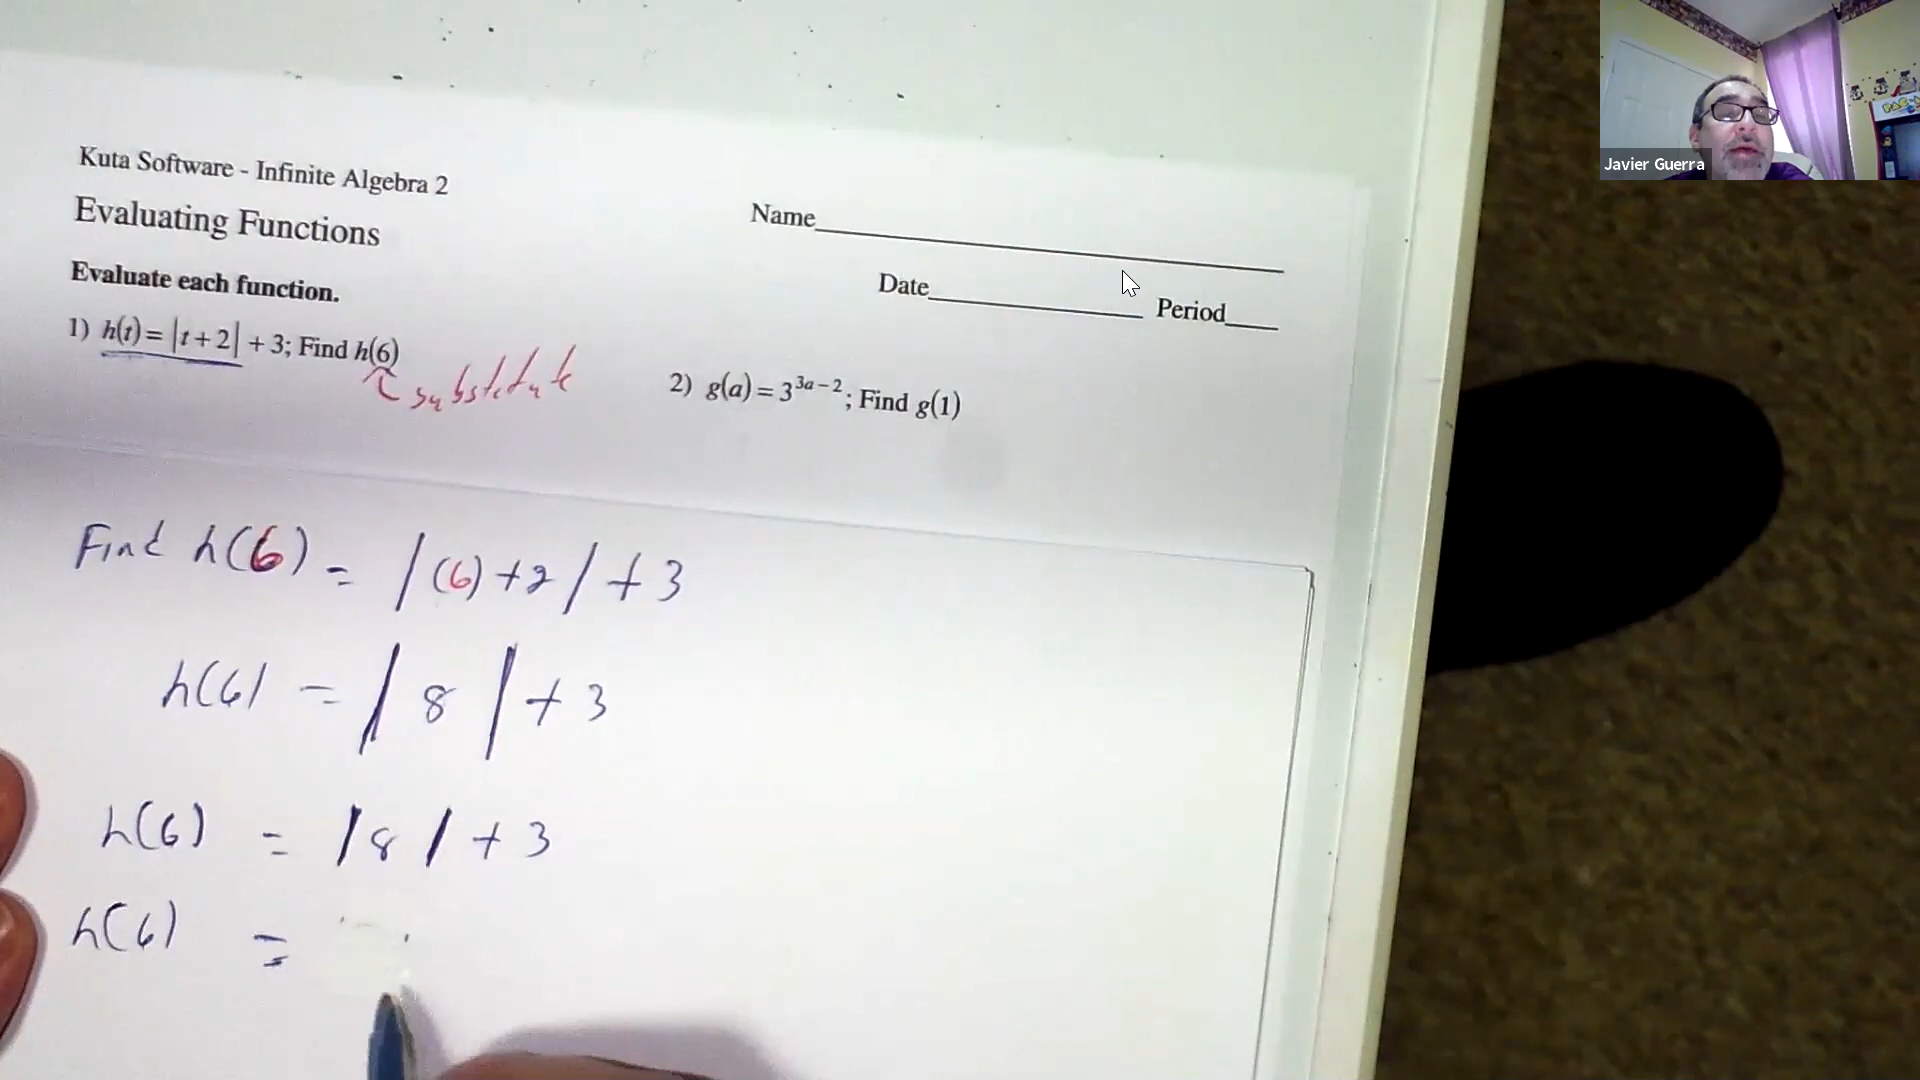 Javier Guerra
Kuta Software - Infinite Algebra 2
Evaluating Functions
Name
Date Period
Evaluate each function.
1) h(t) = |t + 2| + 3; Find h(6)
substitute
2) g(a) = 3^{3a - 2}; Find g(1)
Find h(6) = |(6) + 2| + 3
h(6) = | 8 | + 3
h(6) = |8| + 3
h(6) =